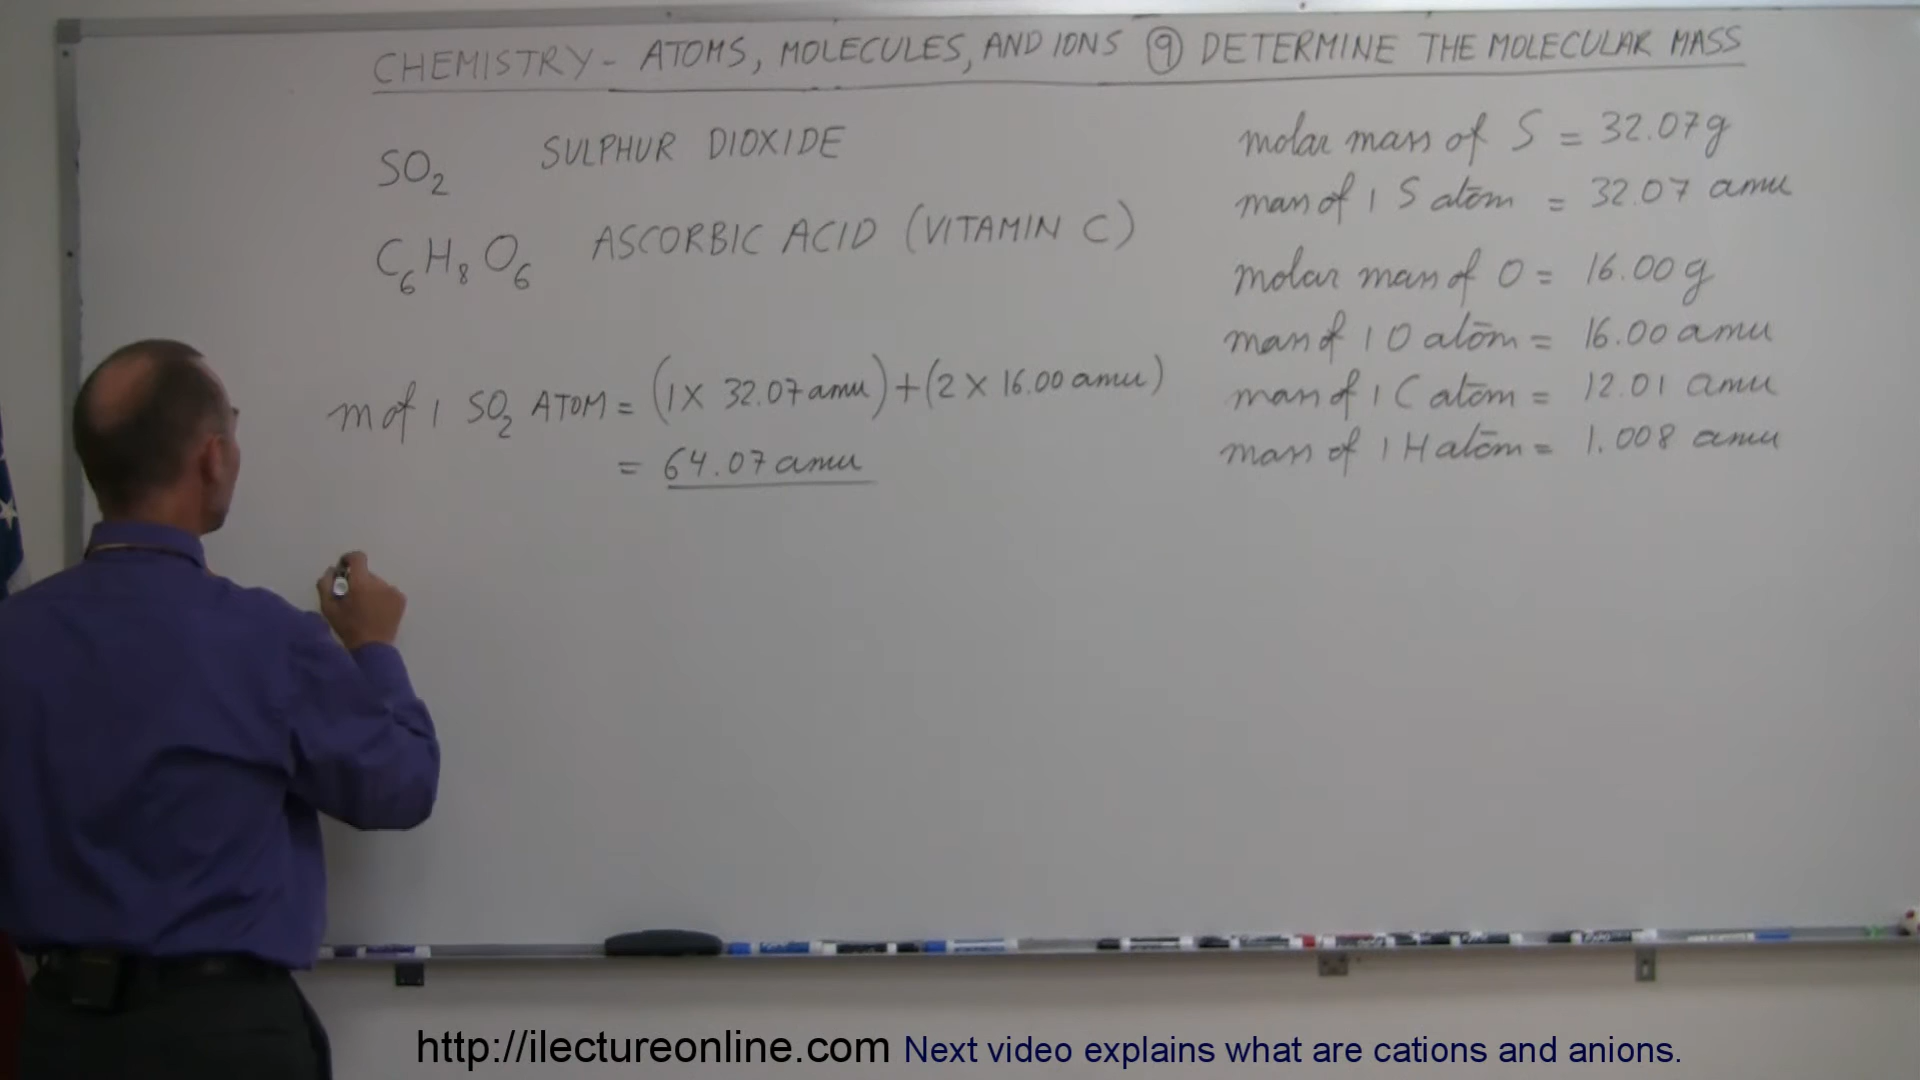 CHEMISTRY - ATOMS, MOLECULES, AND IONS ⑨ DETERMINE THE MOLECULAR MASS
SO₂ SULPHUR DIOXIDE
C₆H₈O₆ ASCORBIC ACID (VITAMIN C)
m of 1 SO₂ ATOM = (1 × 32.07 amu) + (2 × 16.00 amu)
= 64.07 amu
molar mass of S = 32.07g
mass of 1 S atom = 32.07 amu
molar mass of O = 16.00g
mass of 1 O atom = 16.00 amu
mass of 1 C atom = 12.01 amu
mass of 1 H atom = 1.008 amu
http://ilectureonline.com Next video explains what are cations and anions.